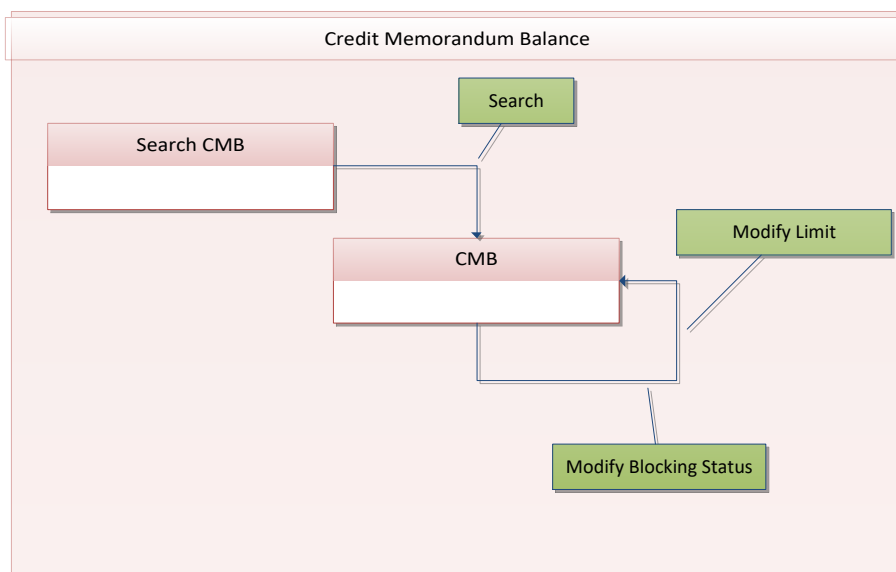 Credit Memorandum Balance
Search
Search CMB
Modify Limit
CMB
Modify Blocking Status